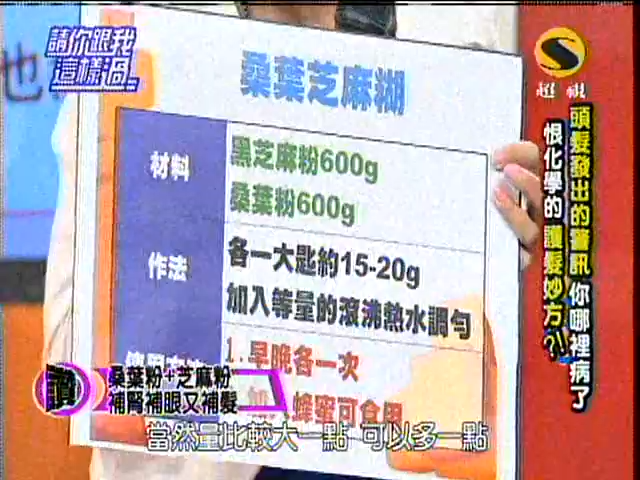 請你跟我
這樣過
超視
也
桑葉芝麻糊
材料
黑芝麻粉600g
桑葉粉600g
作法
各一大匙約15-20g
加入等量的滾沸熱水調勻
1.早晚各一次
蜂蜜可食用
頭髮發出的警訊 你哪裡病了
恨化學的 護髮妙方?!
讚
桑葉粉+芝麻粉
補腎補眼又補髮
當然量比較大一點 可以多一點